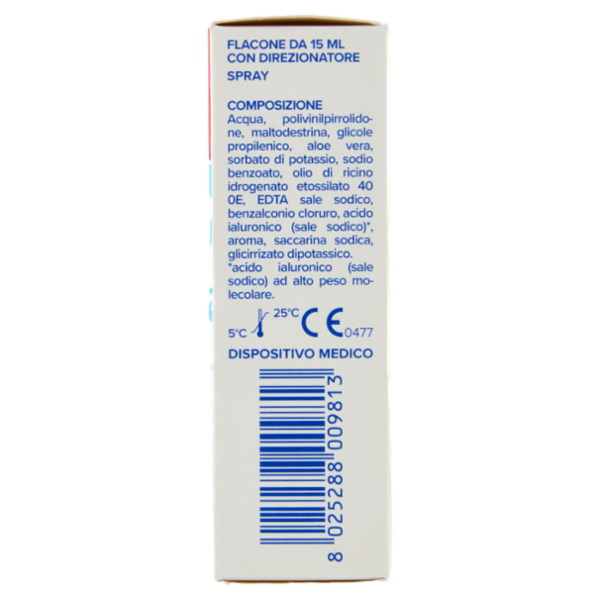 FLACONE DA 15 ML
CON DIREZIONATORE
SPRAY
COMPOSIZIONE
Acqua, polivinilpirrolido-
ne, maltodestrina, glicole
propilenico, aloe vera,
sorbato di potassio, sodio
benzoato, olio di ricino
idrogenato etossilato 40
0E, EDTA sale sodico,
benzalconio cloruro, acido
ialuronico (sale sodico)*,
aroma, saccarina sodica,
glicirrizato dipotassico.
*acido ialuronico (sale
sodico) ad alto peso mo-
lecolare.
5°C 25°C CE 0477
DISPOSITIVO MEDICO
8 025288 009813